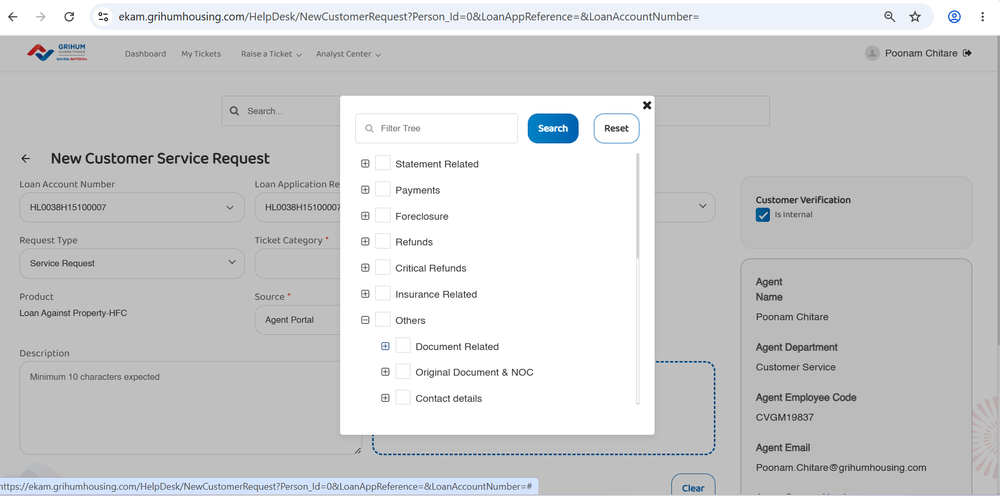 ekam.grihumhousing.com/HelpDesk/NewCustomerRequest?Person_Id=0&LoanAppReference=&LoanAccountNumber=
GRIHUM
HOUSING FINANCE
Apna Ghar. Apni Pehchan.
Dashboard
My Tickets
Raise a Ticket
Analyst Center
Poonam Chitare
Search...
Filter Tree
Search
Reset
New Customer Service Request
Statement Related
Payments
Foreclosure
Refunds
Critical Refunds
Insurance Related
Others
Document Related
Original Document & NOC
Contact details
Loan Account Number
Loan Application Re
HL0038H15100007
HL0038H15100007
Request Type
Ticket Category *
Service Request
Product
Source *
Loan Against Property-HFC
Agent Portal
Description
Minimum 10 characters expected
Customer Verification
Is Internal
Agent
Name
Poonam Chitare
Agent Department
Customer Service
Agent Employee Code
CVGM19837
Agent Email
Poonam.Chitare@grihumhousing.com
Clear
https://ekam.grihumhousing.com/HelpDesk/NewCustomerRequest?Person_Id=0&LoanAppReference=&LoanAccountNumber=#